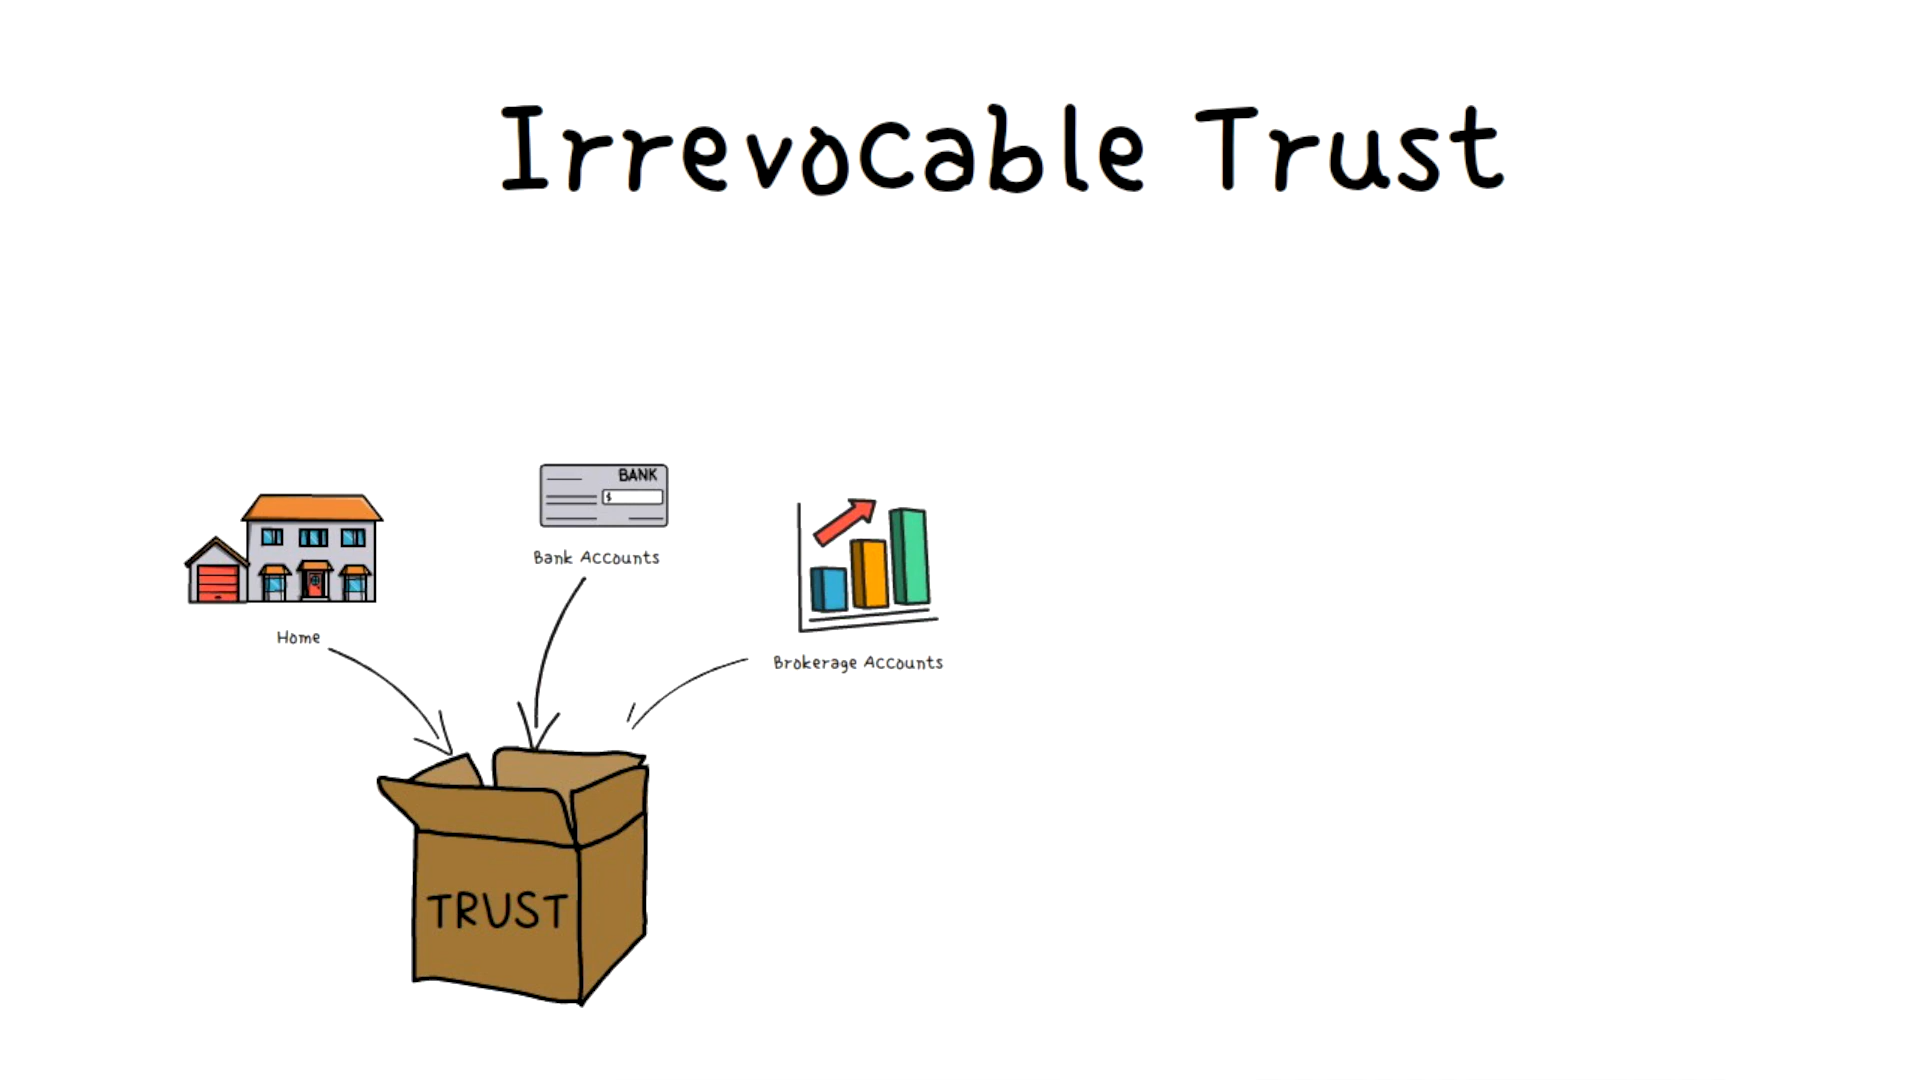 Irrevocable Trust
BANK
$
Bank Accounts
Home
Brokerage Accounts
TRUST